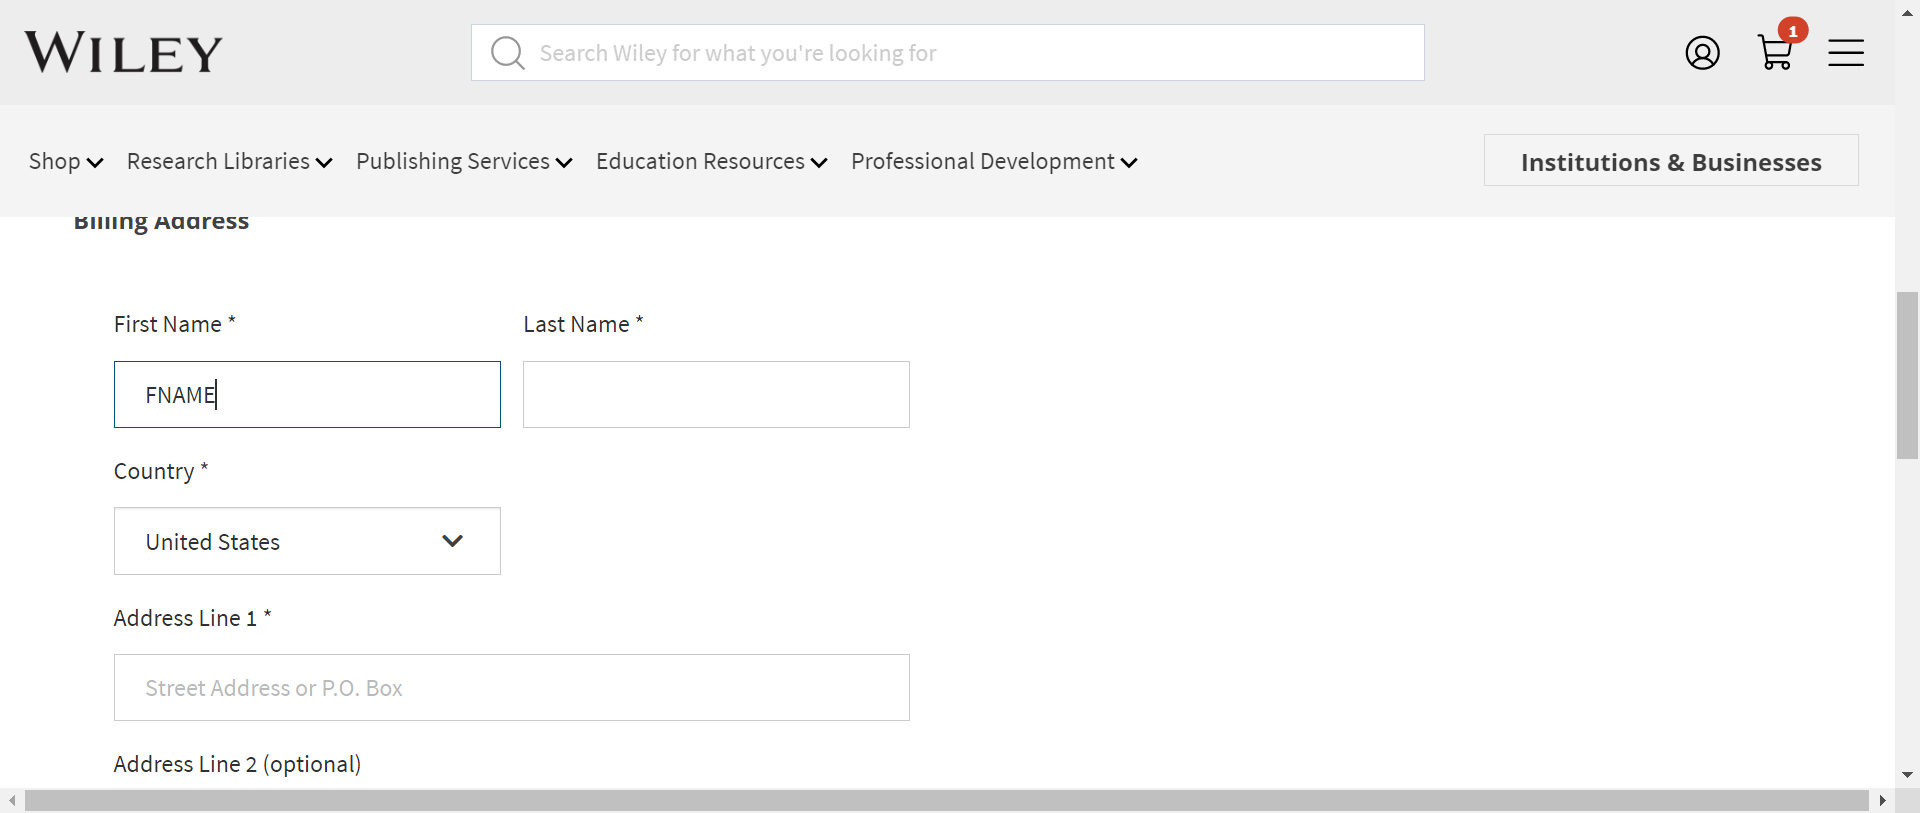 WILEY
Search Wiley for what you're looking for
1
Shop Research Libraries Publishing Services Education Resources Professional Development
Institutions & Businesses
Billing Address
First Name * Last Name *
FNAME
Country *
United States
Address Line 1 *
Street Address or P.O. Box
Address Line 2 (optional)